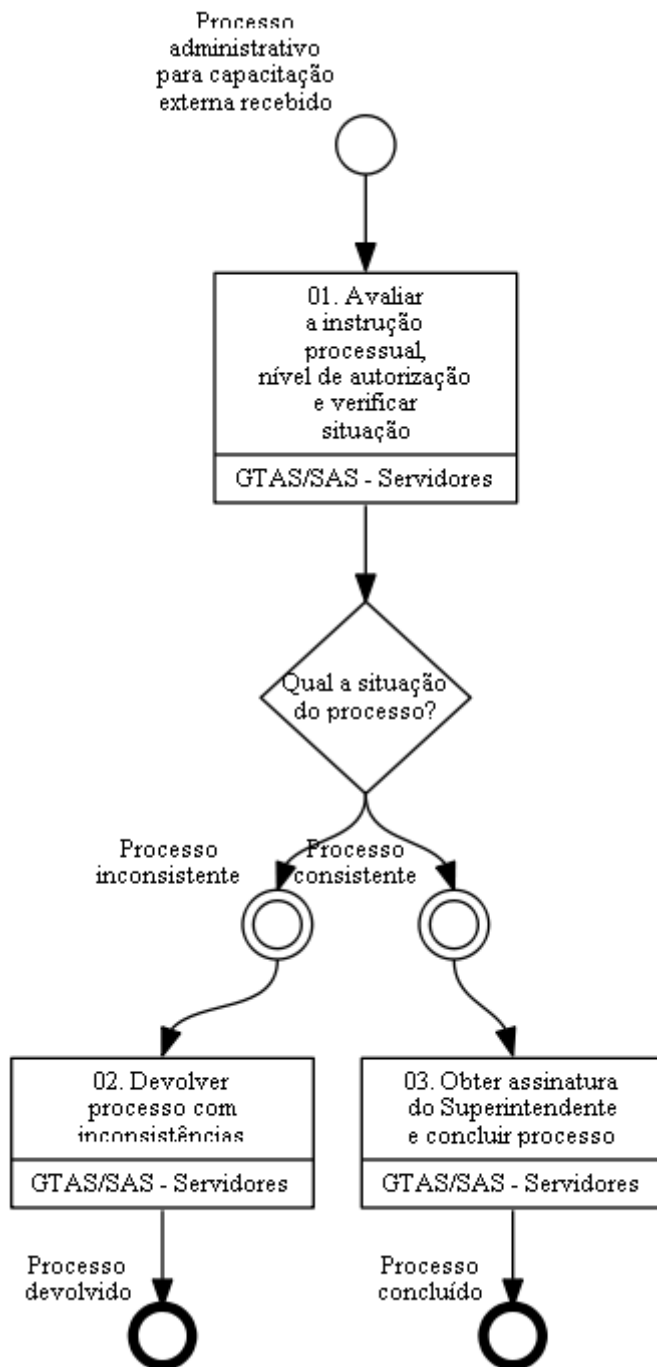 Processo
administrativo
para capacitação
externa recebido
01. Avaliar
a instrução
processual,
nível de autorização
e verificar
situação
GTAS/SAS - Servidores
Qual a situação
do processo?
Processo
inconsistente
Processo
consistente
02. Devolver
processo com
inconsistências
GTAS/SAS - Servidores
03. Obter assinatura
do Superintendente
e concluir processo
GTAS/SAS - Servidores
Processo
devolvido
Processo
concluído